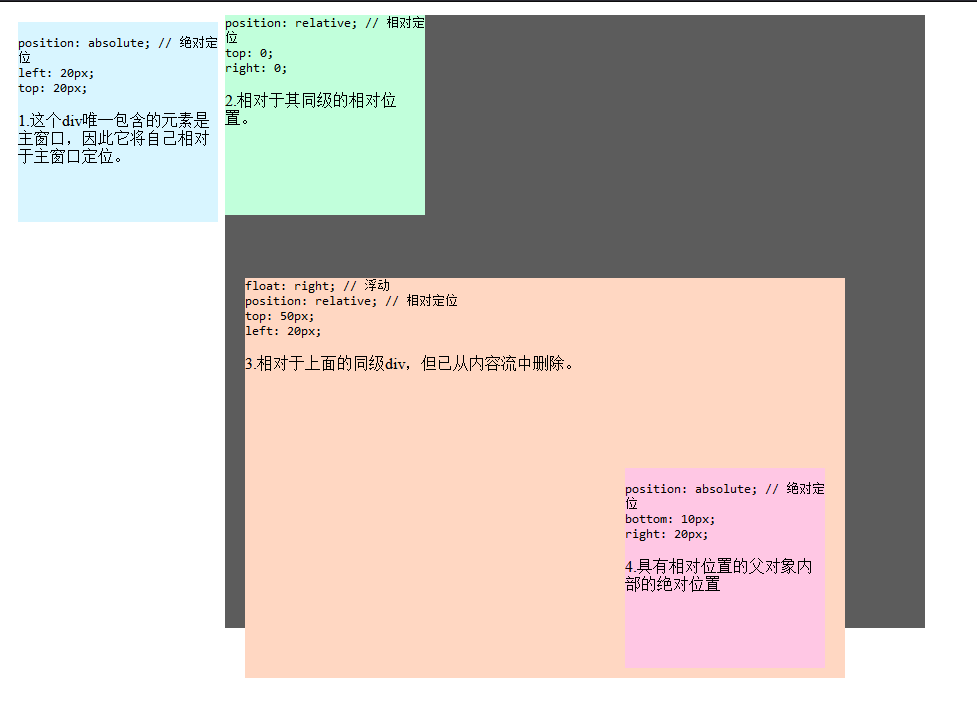 position: absolute; // 绝对定
位
left: 20px;
top: 20px;
1.这个div唯一包含的元素是
主窗口，因此它将自己相对
于主窗口定位。
position: relative; // 相对定
位
top: 0;
right: 0;
2.相对于其同级的相对位
置。
float: right; // 浮动
position: relative; // 相对定位
top: 50px;
left: 20px;
3.相对于上面的同级div，但已从内容流中删除。
position: absolute; // 绝对定
位
bottom: 10px;
right: 20px;
4.具有相对位置的父对象内
部的绝对位置